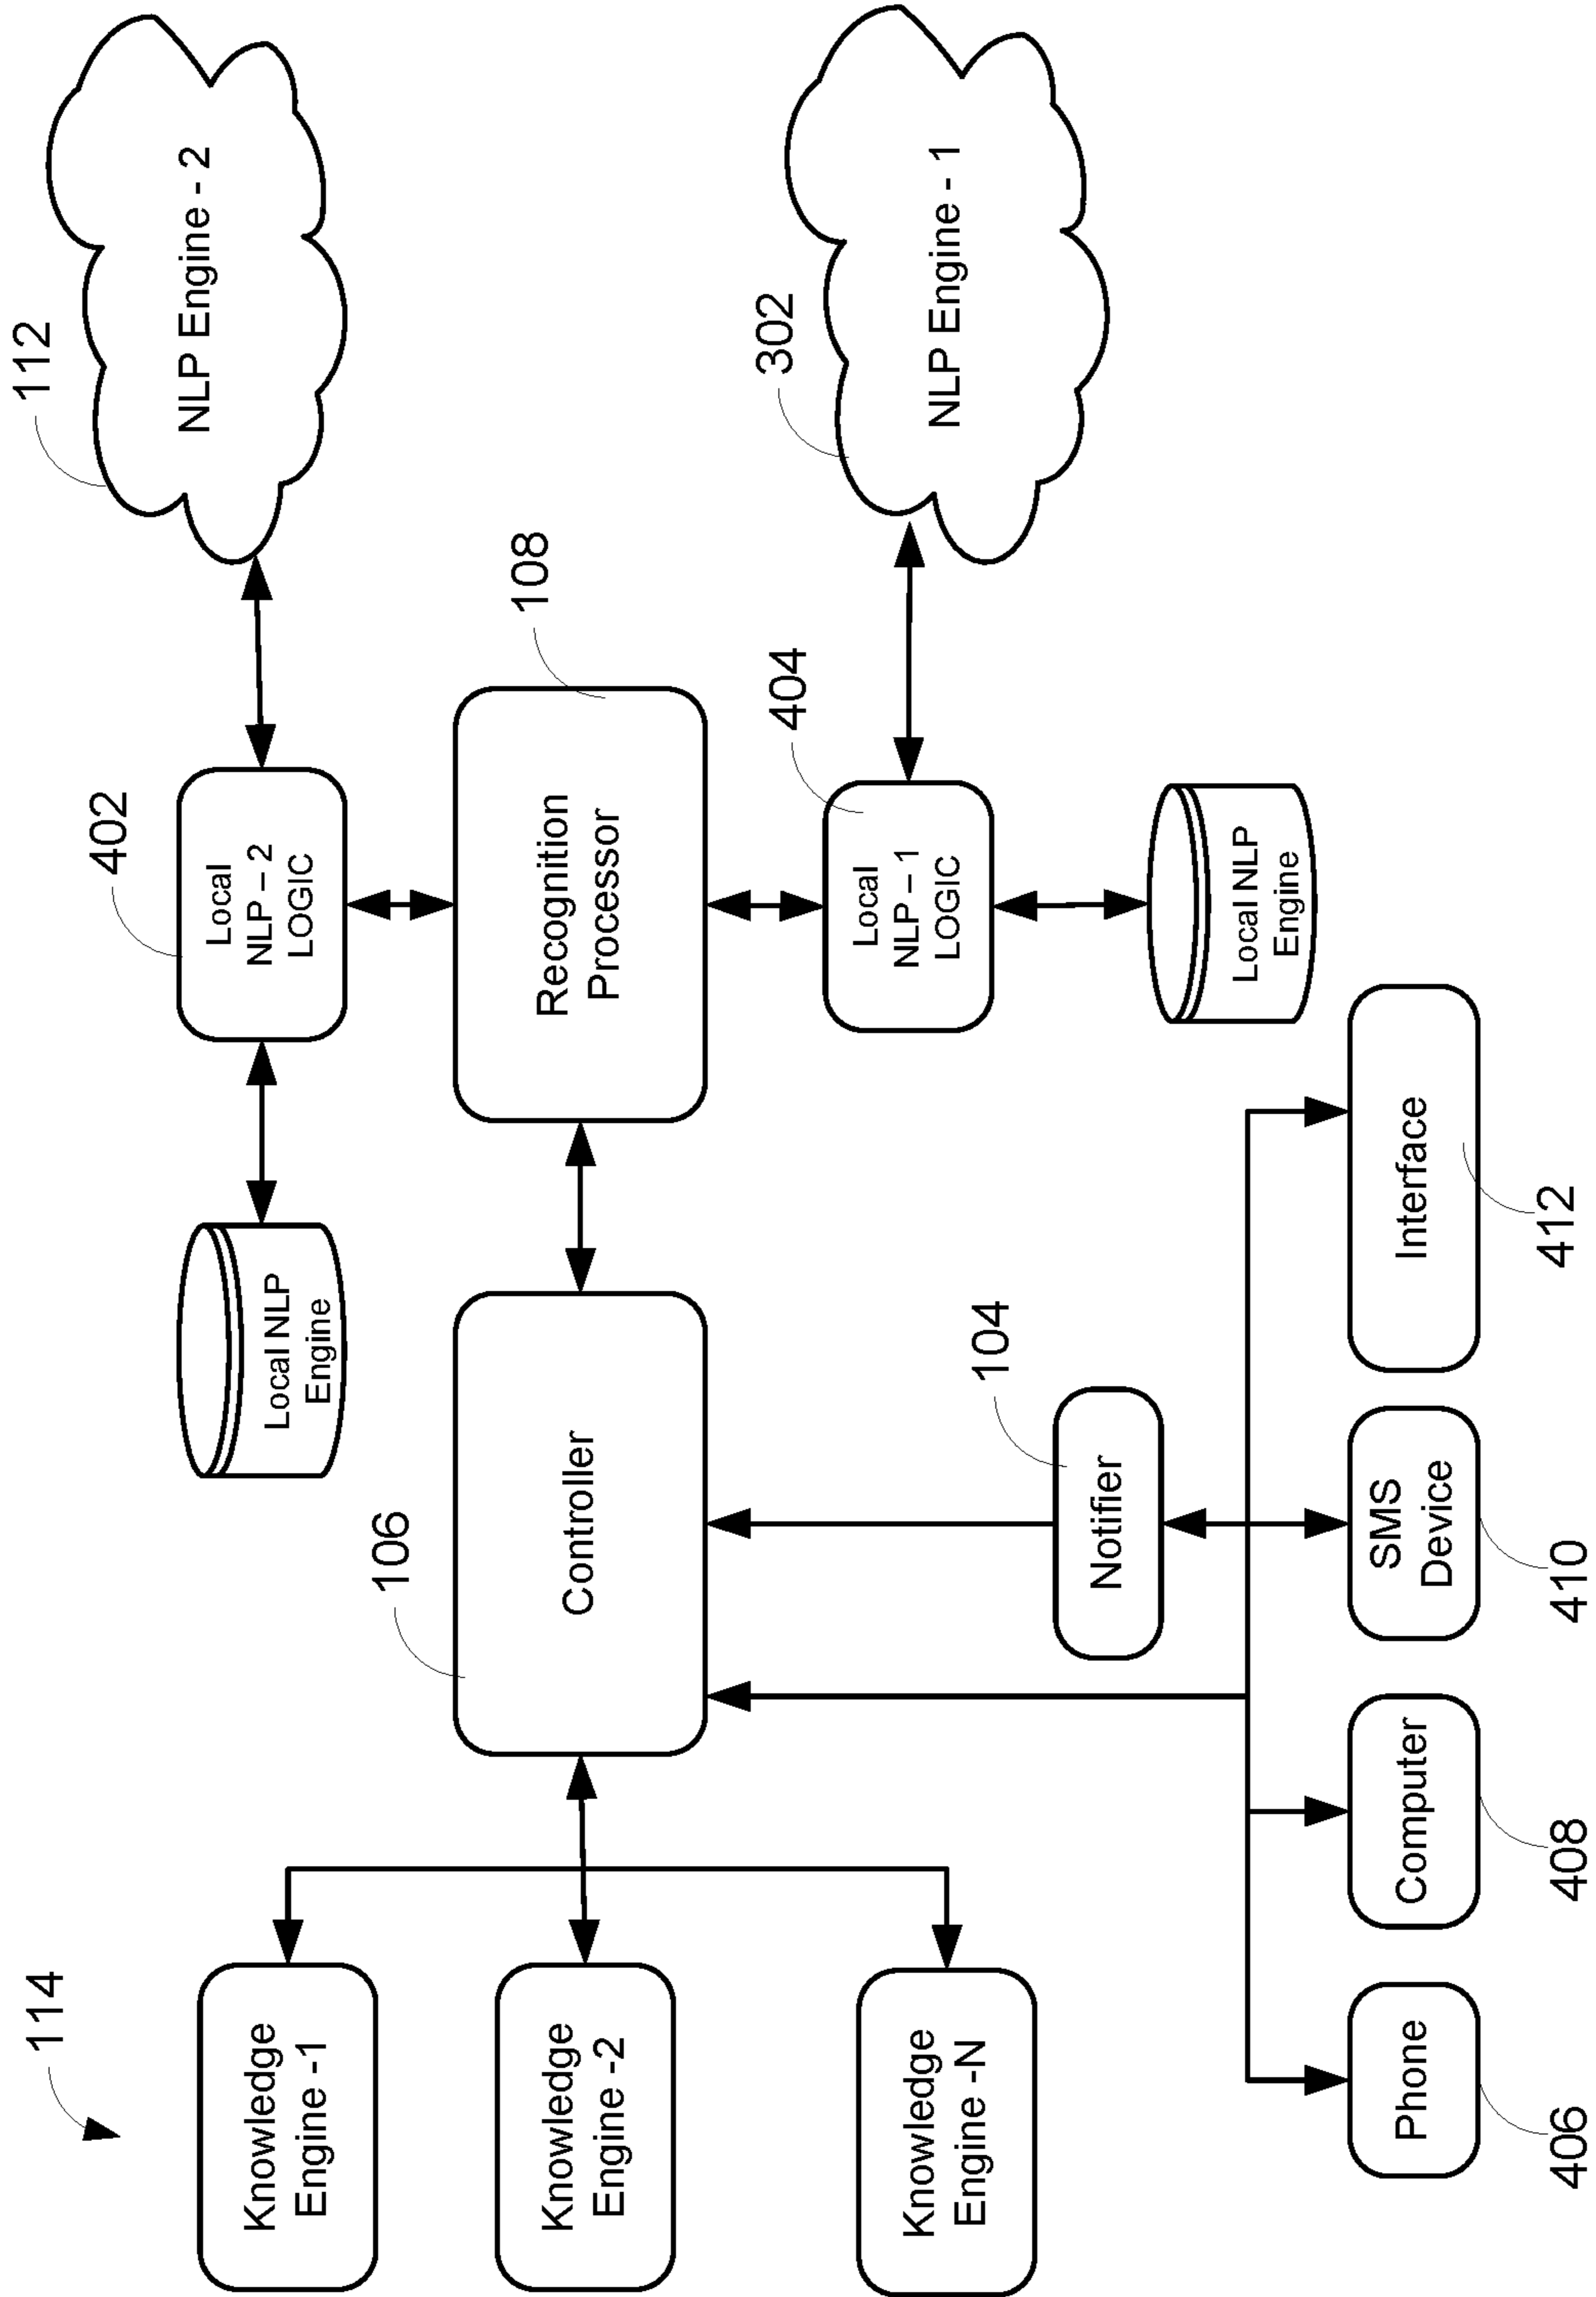 114
Knowledge
Engine -1
Knowledge
Engine -2
Knowledge
Engine -N
106
Controller
Local NLP
Engine
402
Local
NLP – 2
LOGIC
112
NLP Engine - 2
108
Recognition
Processor
404
Local
NLP – 1
LOGIC
302
NLP Engine - 1
Local NLP
Engine
104
Notifier
Phone
406
Computer
408
SMS
Device
410
Interface
412